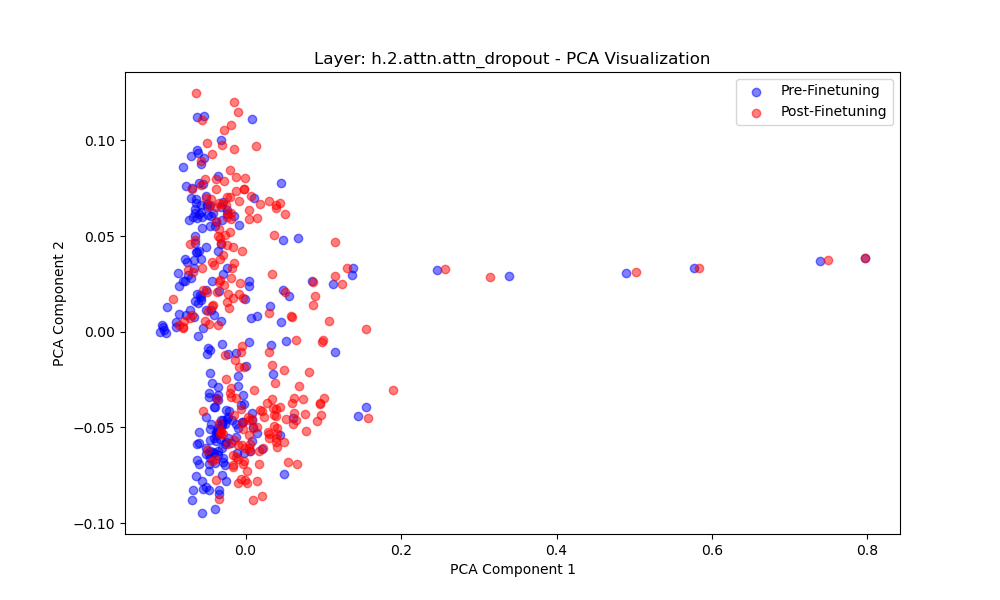 Layer: h.2.attn.attn_dropout - PCA Visualization
Pre-Finetuning
Post-Finetuning
0.10
0.05
0.00
−0.05
−0.10
PCA Component 2
0.0
0.2
0.4
0.6
0.8
PCA Component 1